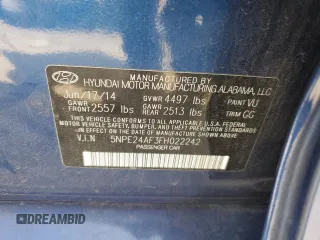 MANUFACTURED BY
HYUNDAI MOTOR MANUFACTURING ALABAMA, LLC
Jun/17/14 GVWR 4497 lbs PAINT VU
GAWR FRONT 2557 lbs GAWR REAR 2513 lbs TRIM GG
THIS VEHICLE CONFORMS TO ALL APPLICABLE U.S.A FEDERAL
MOTOR VEHICLE SAFETY, BUMPER, AND THEFT PREVENTION
STANDARDS IN EFFECT ON THE DATE OF MANUFACTURE SHOWN ABOVE.
V.I.N 5NPE24AF3FH022242
PASSENGER CAR
DREAMBID